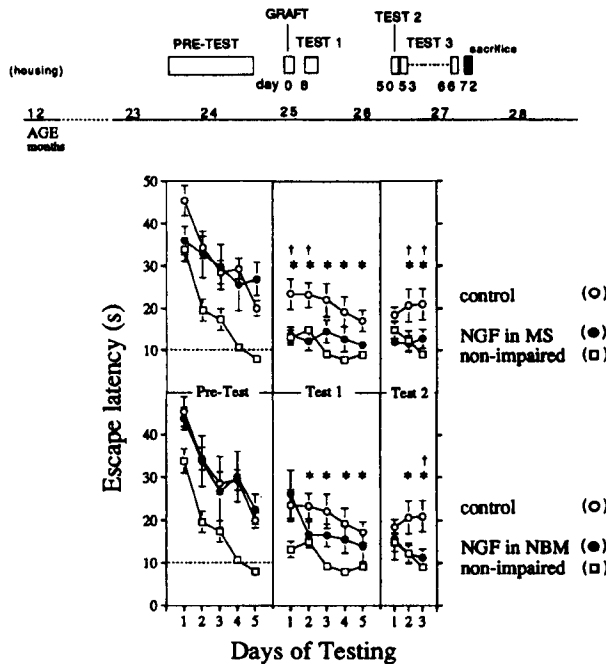 GRAFT
TEST 2
PRE-TEST
TEST 1
TEST 3
sacrifice
(housing)
day 0 8
50 53 66 72
12 23 24 25 26 27 28
AGE
months
50
40
30
20
10
† † † †
* * * * * * *
control (○)
NGF in MS (●)
non-impaired (□)
Pre-Test Test 1 Test 2
Escape latency (s)
40
30
20
10
0
†
* * * * * *
control (○)
NGF in NBM (●)
non-impaired (□)
1 2 3 4 5 1 2 3 4 5 1 2 3
Days of Testing